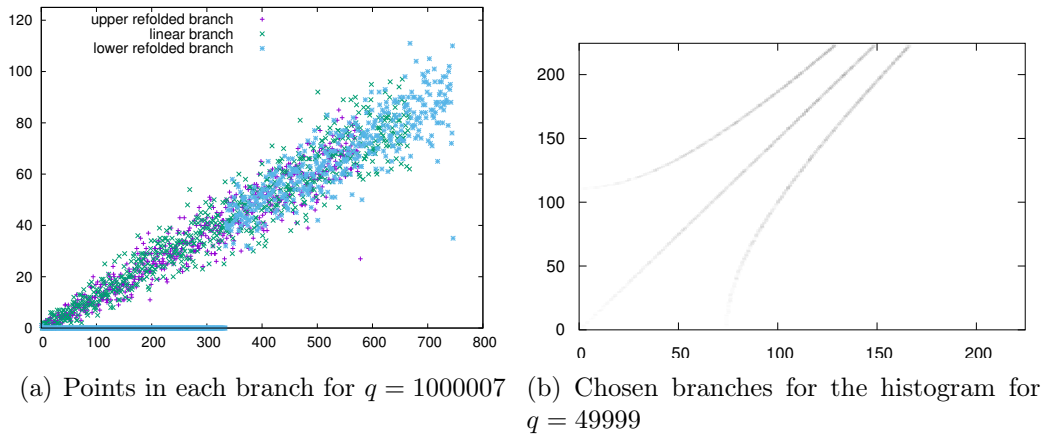 120
100
80
60
40
20
0
upper refolded branch
linear branch
lower refolded branch
0 100 200 300 400 500 600 700 800
200
150
100
50
0
0 50 100 150 200
(a) Points in each branch for q = 1000007
(b) Chosen branches for the histogram for
q = 49999